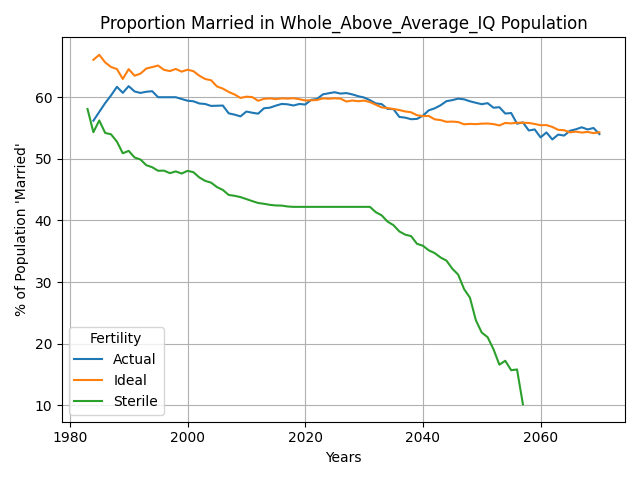 Proportion Married in Whole_Above_Average_IQ Population
% of Population 'Married'
60
50
40
30
20
10
Fertility
Actual
Ideal
Sterile
1980
2000
2020
2040
2060
Years